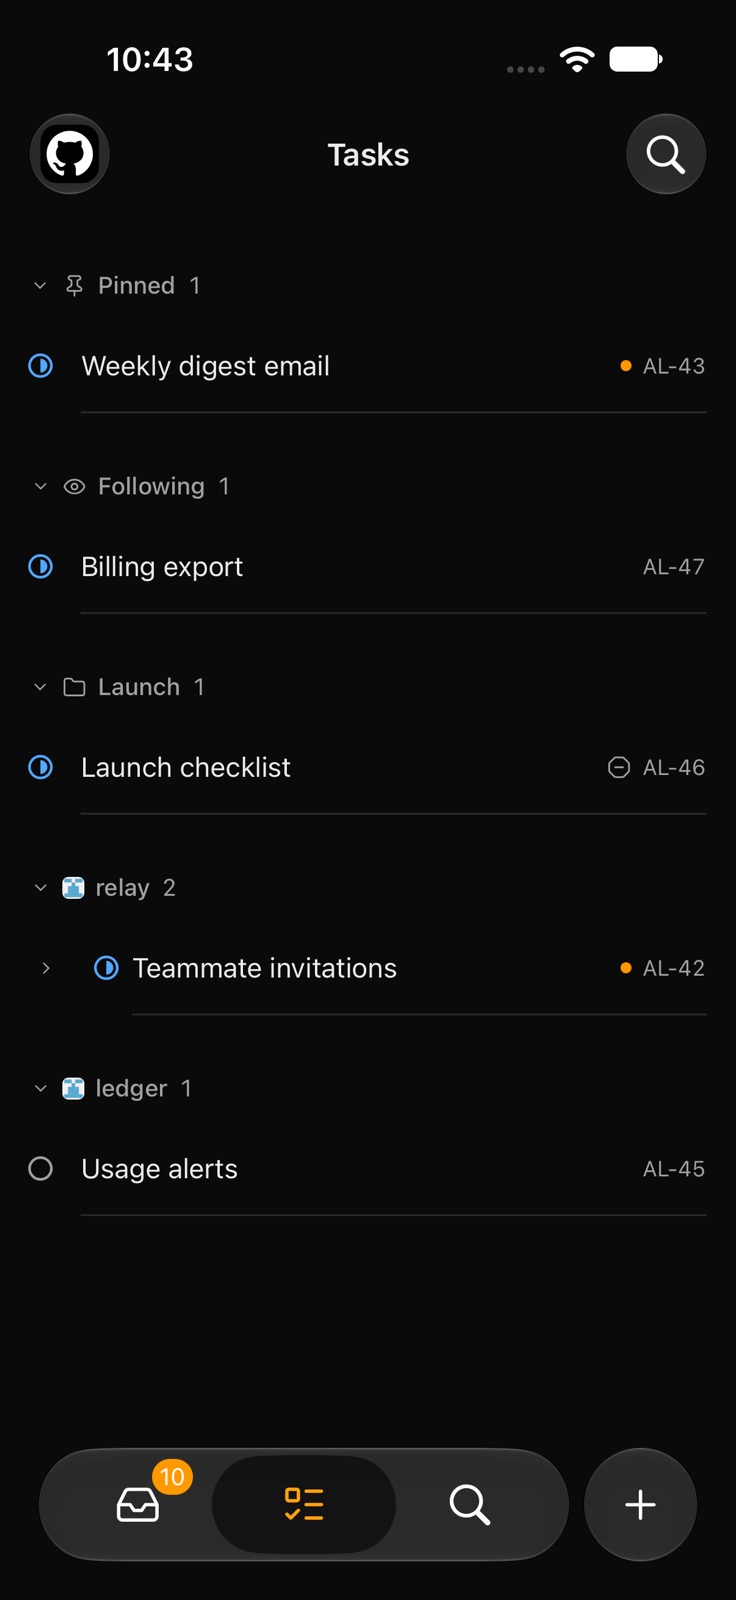 10:43
Tasks
Pinned 1
Weekly digest email AL-43
Following 1
Billing export AL-47
Launch 1
Launch checklist AL-46
relay 2
Teammate invitations AL-42
ledger 1
Usage alerts AL-45
10